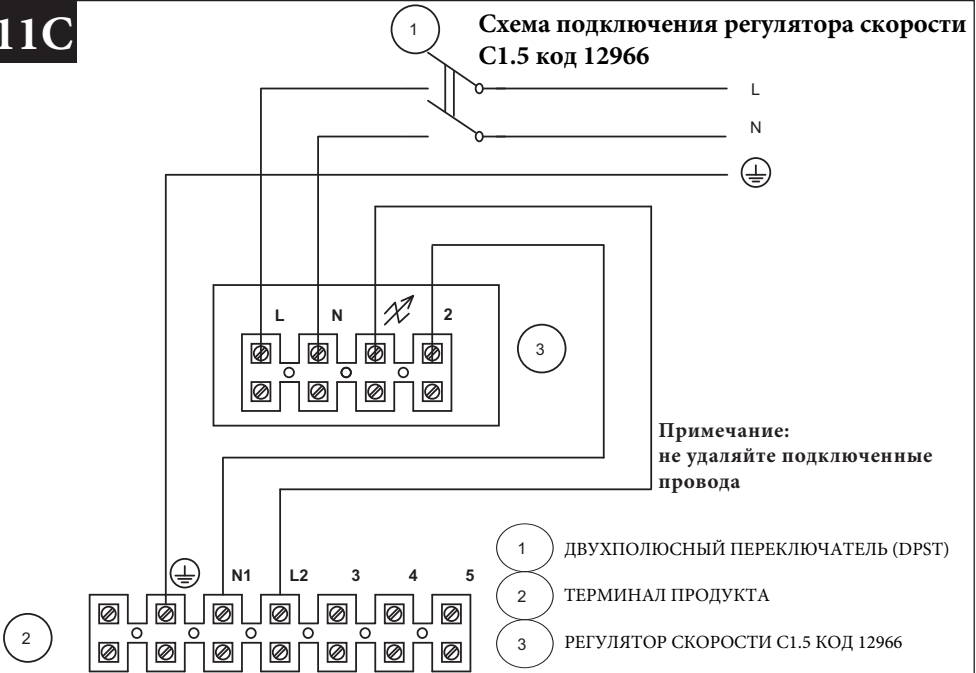 11C
Схема подключения регулятора скорости
C1.5 код 12966
1
L
N
L N 2
3
Примечание:
не удаляйте подключенные
провода
N1 L2 3 4 5
2
1 ДВУХПОЛЮСНЫЙ ПЕРЕКЛЮЧАТЕЛЬ (DPST)
2 ТЕРМИНАЛ ПРОДУКТА
3 РЕГУЛЯТОР СКОРОСТИ C1.5 КОД 12966